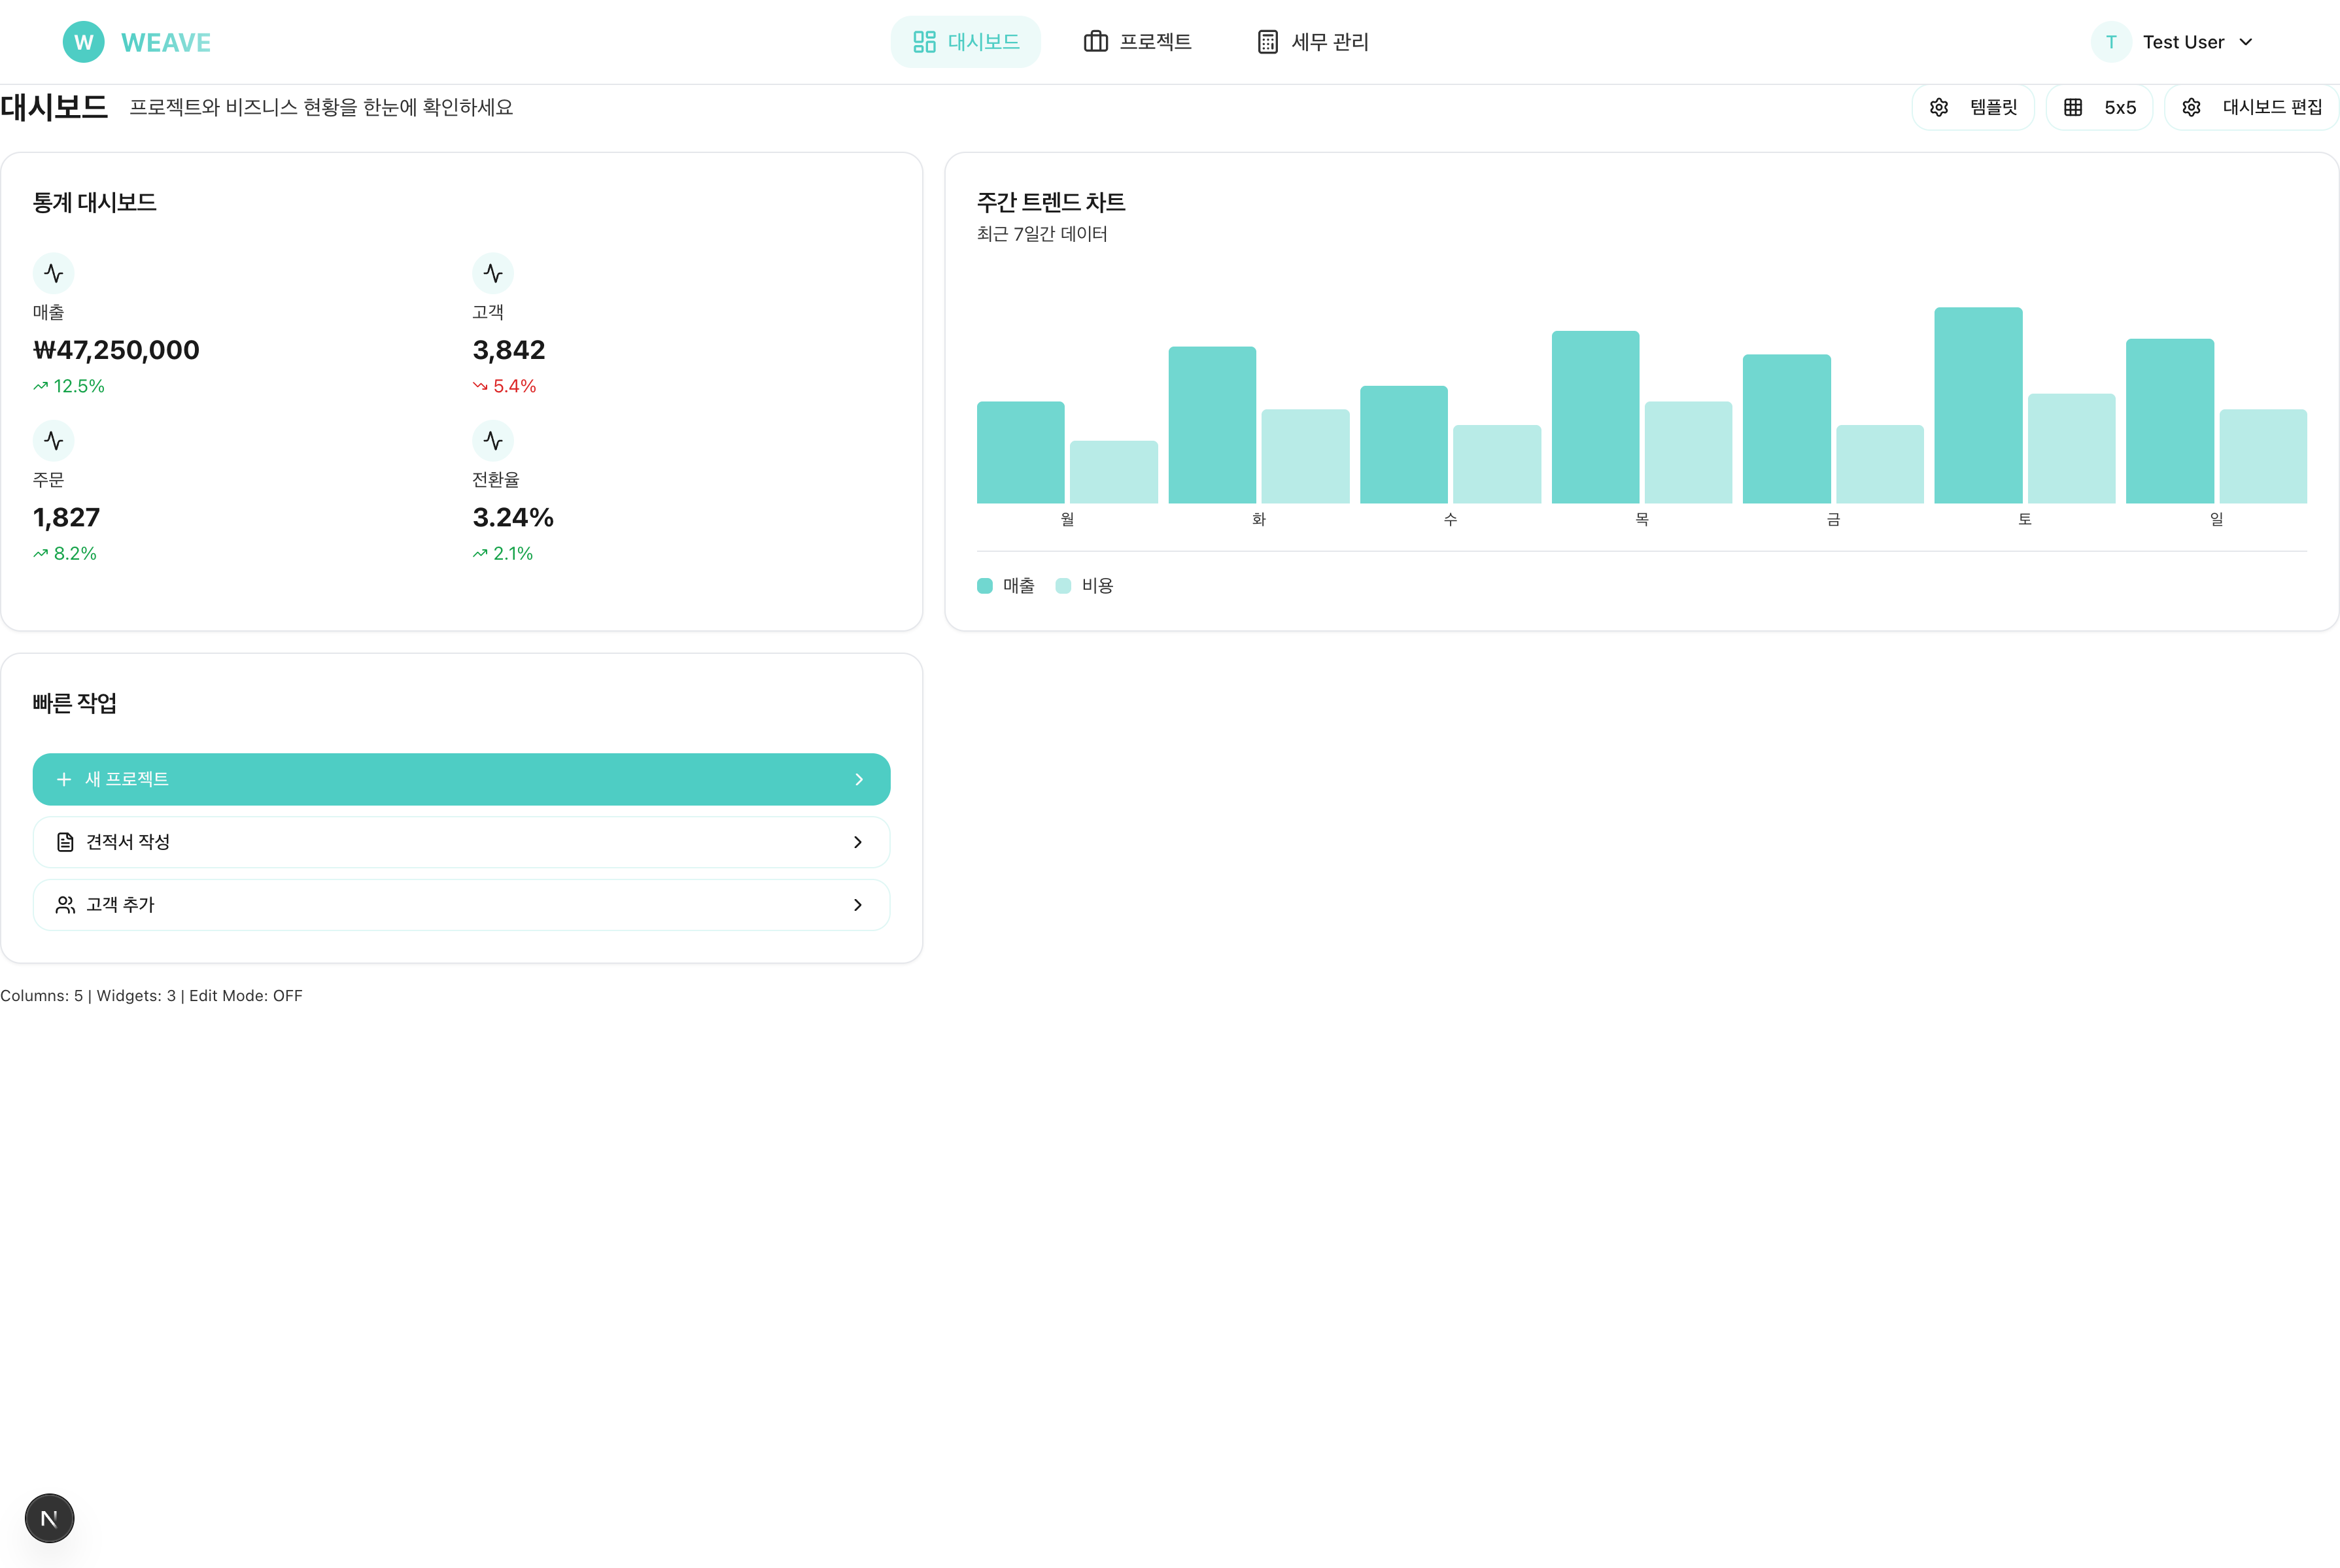 W WEAVE 대시보드 프로젝트 세무 관리 T Test User
대시보드 프로젝트와 비즈니스 현황을 한눈에 확인하세요 템플릿 5x5 대시보드 편집
통계 대시보드
매출
₩47,250,000
12.5%
고객
3,842
5.4%
주문
1,827
8.2%
전환율
3.24%
2.1%
주간 트렌드 차트
최근 7일간 데이터
월 화 수 목 금 토 일
매출 비용
빠른 작업
새 프로젝트
견적서 작성
고객 추가
Columns: 5 | Widgets: 3 | Edit Mode: OFF
N